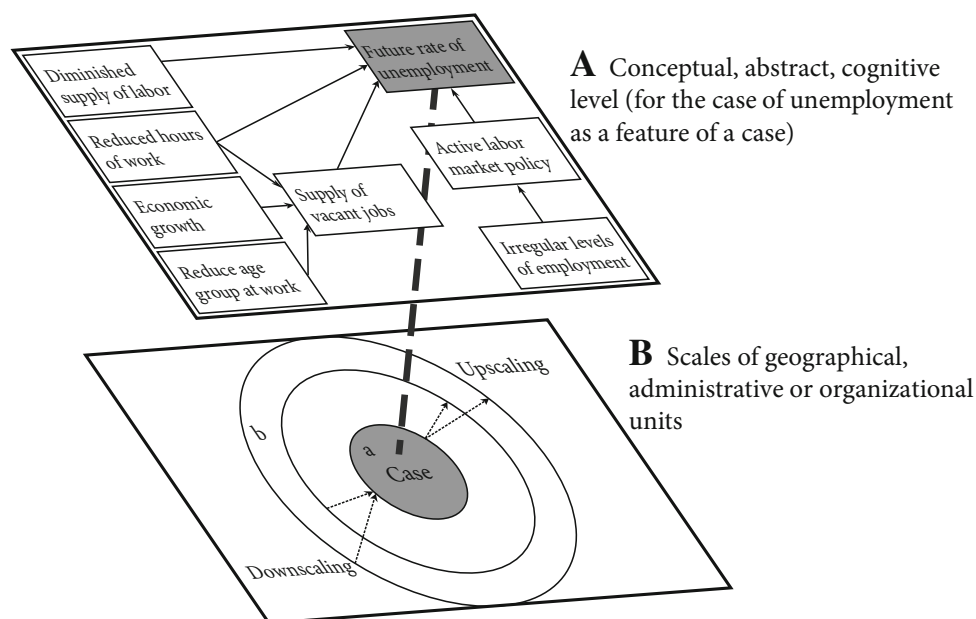 Diminished
supply of labor
Reduced hours
of work
Economic
growth
Reduce age
group at work
Supply of
vacant jobs
Future rate of
unemployment
Active labor
market policy
Irregular levels
of employment
A Conceptual, abstract, cognitive
level (for the case of unemployment
as a feature of a case)
B Scales of geographical,
administrative or organizational
units
Upscaling
b
a
Case
Downscaling